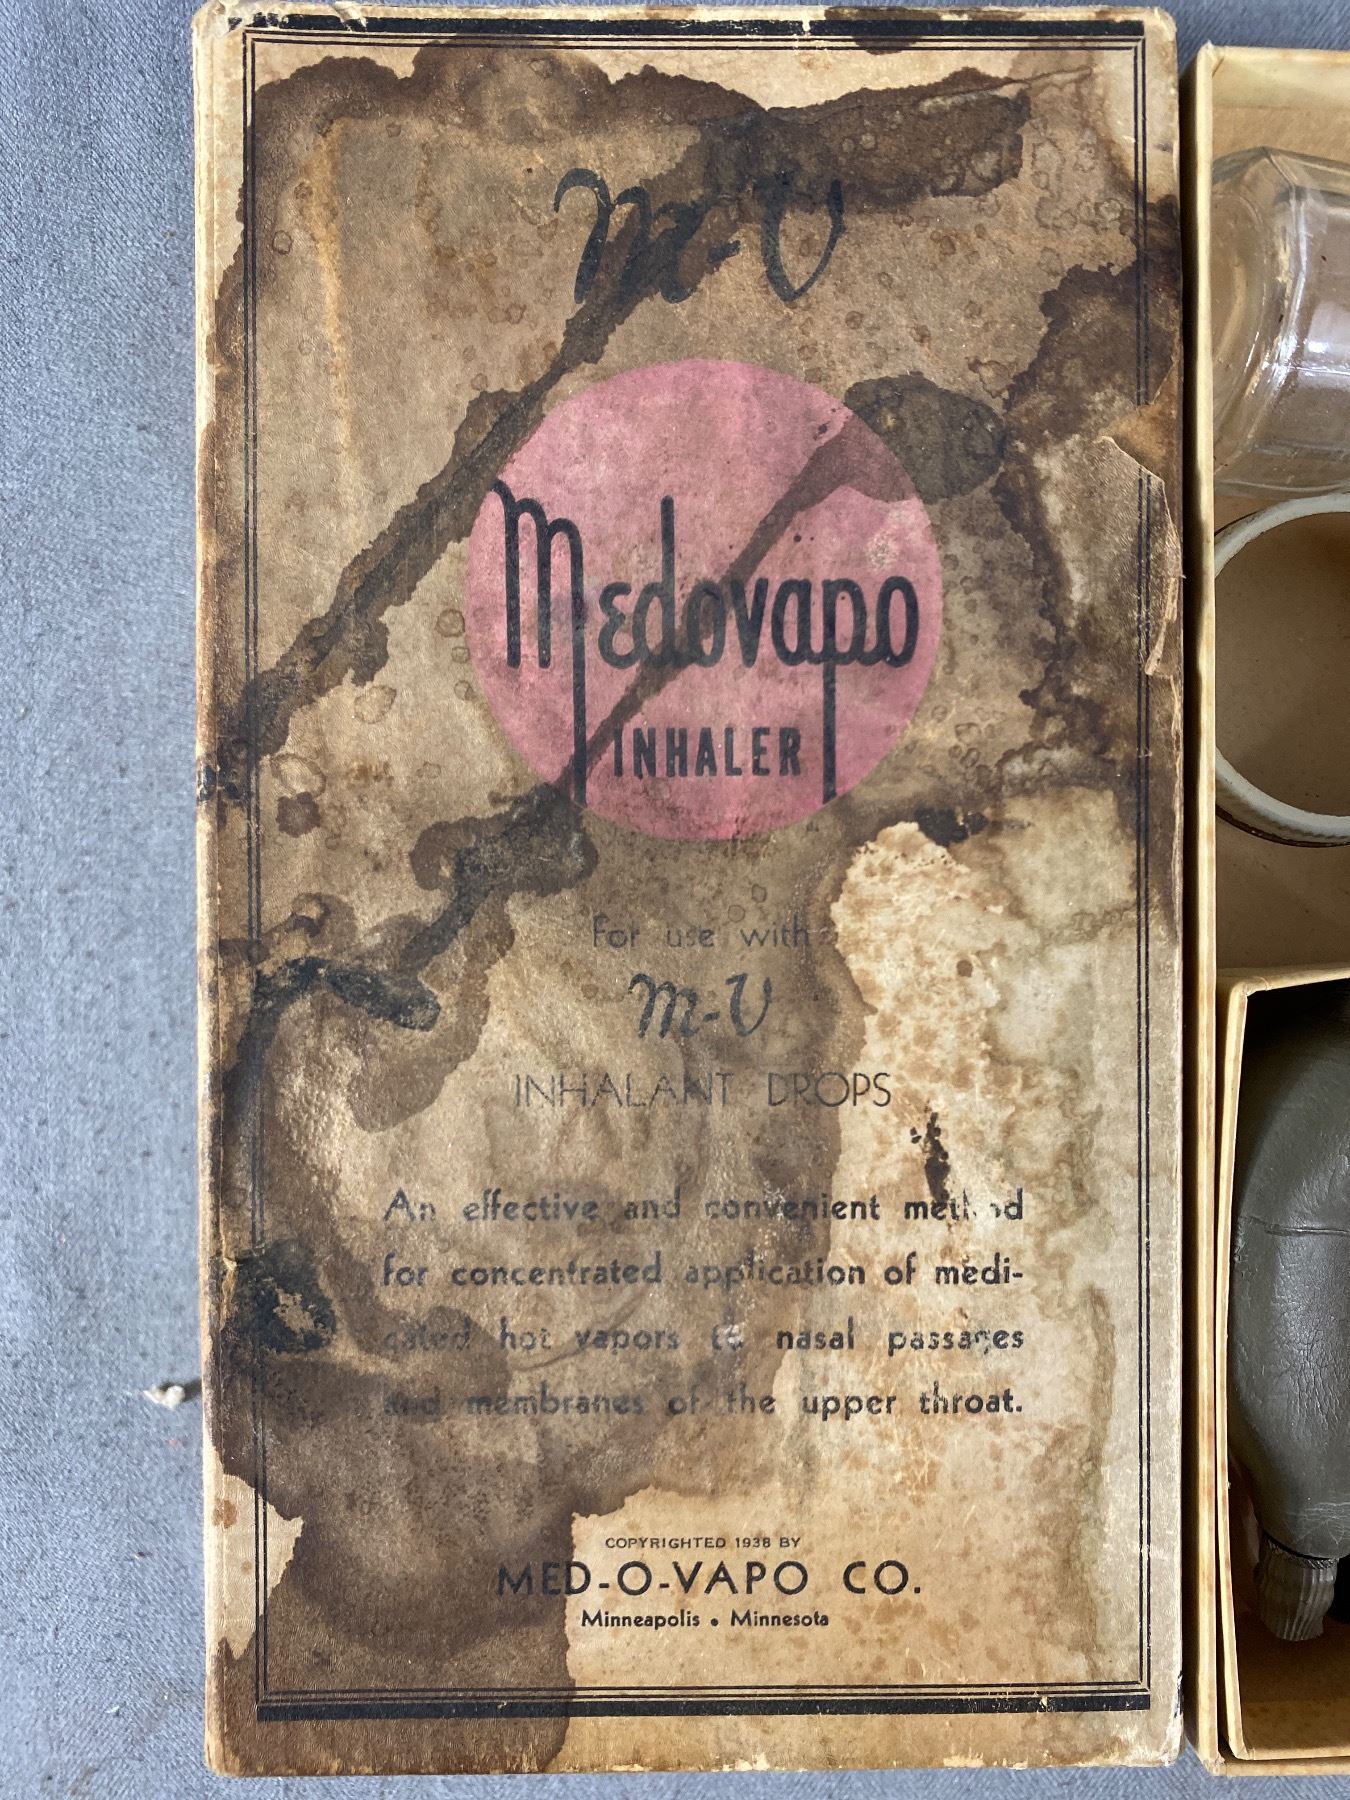 M-V
Medovapo
INHALER
For use with
M-V
INHALANT DROPS
An effective and convenient method
for concentrated application of medi-
cated hot vapors to nasal passages
and membranes of the upper throat.
COPYRIGHTED 1938 BY
MED-O-VAPO CO.
Minneapolis • Minnesota